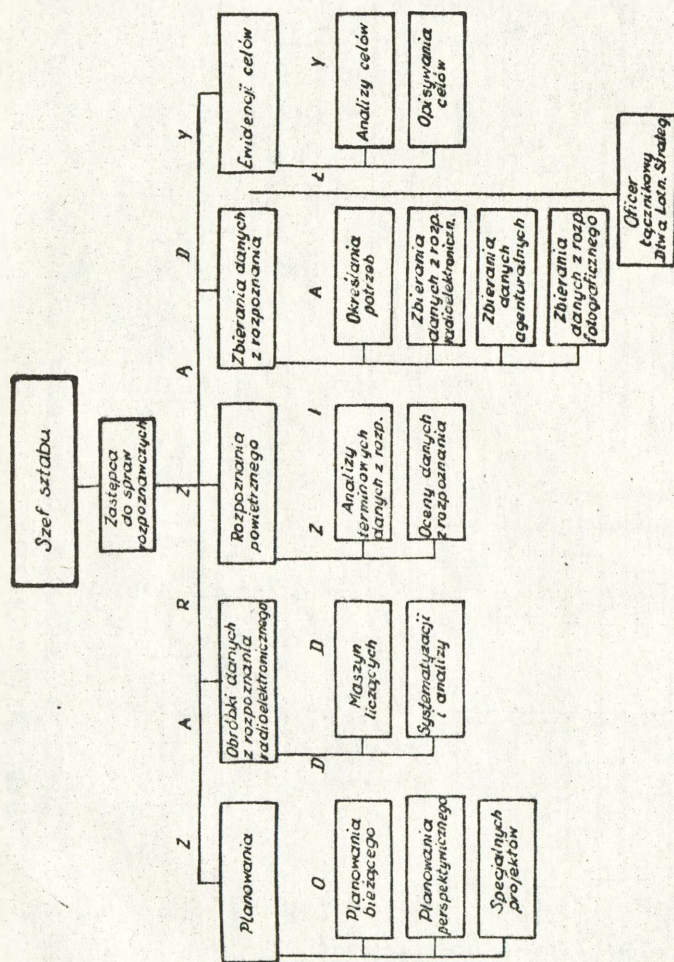 Szef sztabu
Zastępca
do spraw
rozpoznawczych
Z A R Z Ą D Y
Planowania
Obróbki danych
z rozpoznania
radioelektronicznego
Rozpoznania
powietrznego
Zbierania danych
z rozpoznania
Ewidencji celów
O D D Z I A Ł Y
Planowania
bieżącego
Planowania
perspektywicznego
Specjalnych
projektów
Maszyn
liczących
Systematyzacji
i analizy
Analizy
terminowych
danych z rozp.
Oceny danych
z rozpoznania
Określania
potrzeb
Zbierania
danych z rozp.
radioelektroniczn.
Zbierania
danych
agenturalnych
Zbierania
danych z rozp.
fotograficznego
Analizy celów
Opisywania
celów
Oficer
łącznikowy
Dtwa Lotn. Strateg